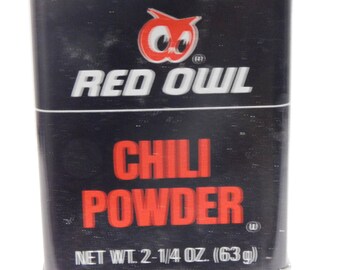 RED OWL
CHILI
POWDER
NET WT. 2-1/4 OZ. (63g)